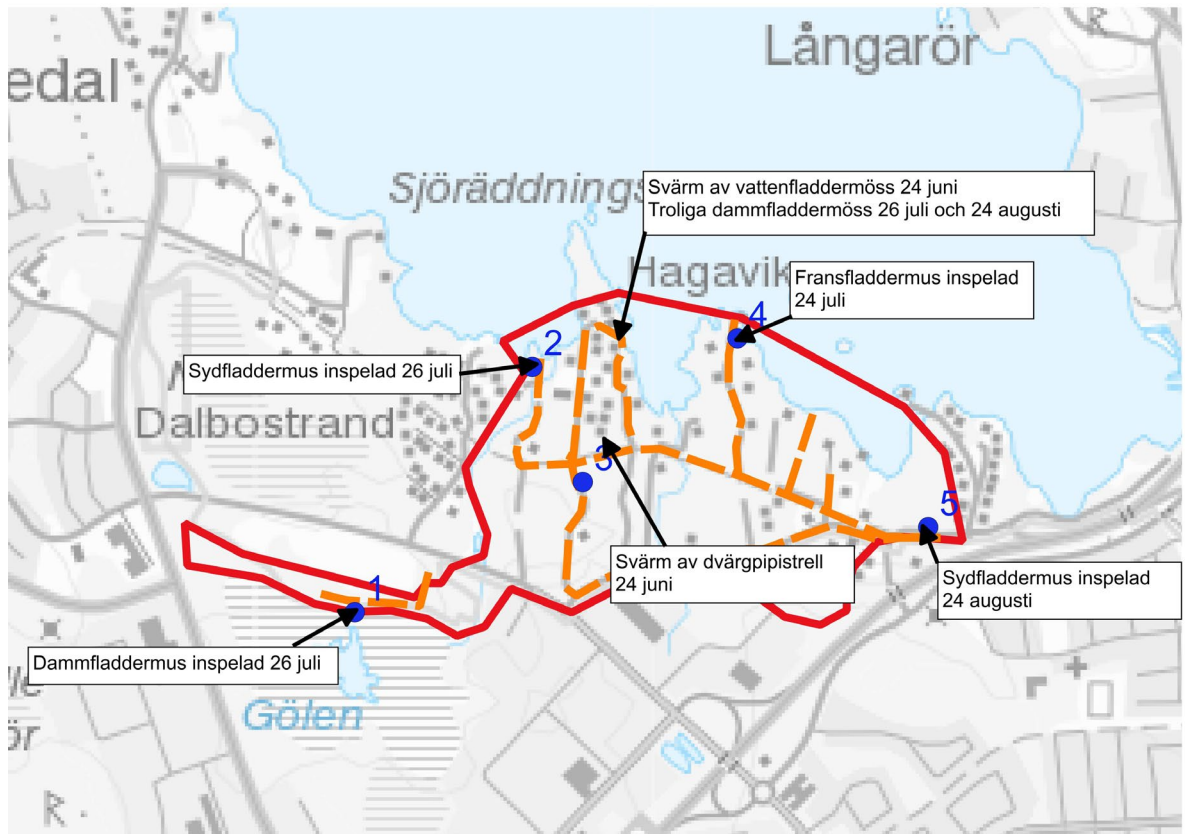 Långarör
edal
Sjöräddnings
Svärm av vattenfladdermöss 24 juni
Troliga dammfladdermöss 26 juli och 24 augusti
Hagavik
Fransfladdermus inspelad
24 juli
4
2
Sydfladdermus inspelad 26 juli
Dalbostrand
3
5
Svärm av dvärgpipistrell
24 juni
Sydfladdermus inspelad
24 augusti
1
Dammfladdermus inspelad 26 juli
Gölen
R
R